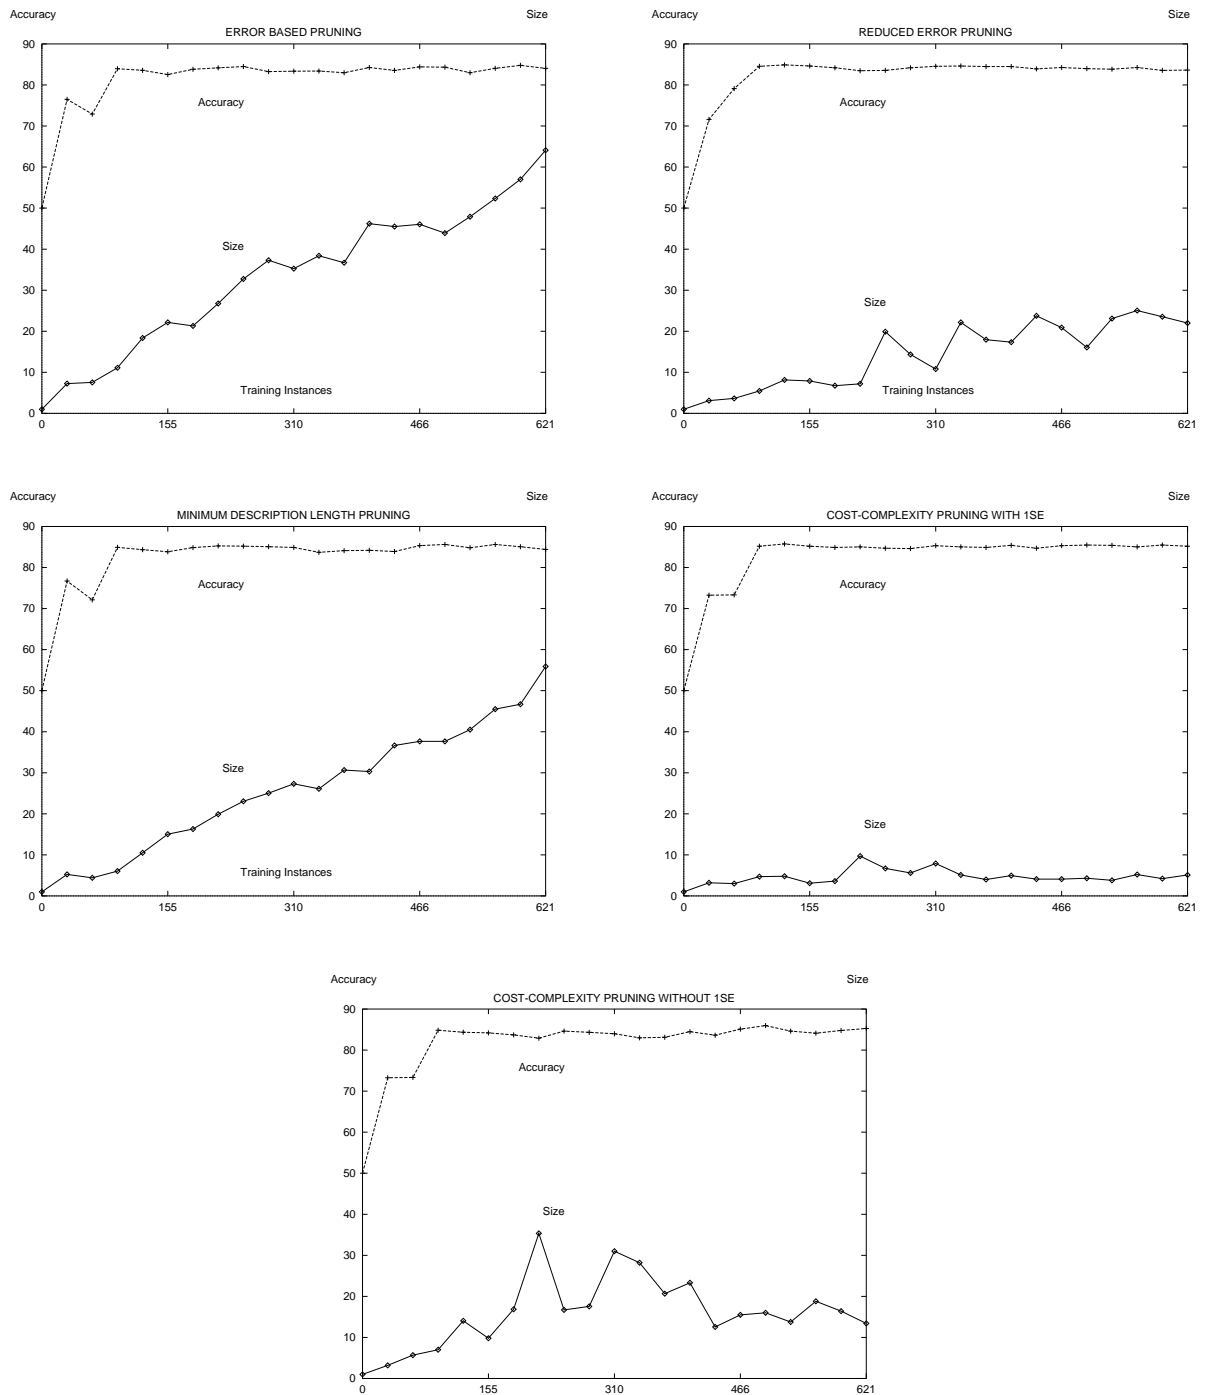 Accuracy Size
ERROR BASED PRUNING
90
80
Accuracy
70
60
50
40
Size
30
20
10
Training Instances
0
0 155 310 466 621
Accuracy Size
REDUCED ERROR PRUNING
90
80
Accuracy
70
60
50
40
30
Size
20
10
Training Instances
0
0 155 310 466 621
Accuracy Size
MINIMUM DESCRIPTION LENGTH PRUNING
90
80
Accuracy
70
60
50
40
Size
30
20
10
Training Instances
0
0 155 310 466 621
Accuracy Size
COST-COMPLEXITY PRUNING WITH 1SE
90
80
Accuracy
70
60
50
40
30
20
Size
10
0
0 155 310 466 621
Accuracy Size
COST-COMPLEXITY PRUNING WITHOUT 1SE
90
80
Accuracy
70
60
50
40
Size
30
20
10
0
0 155 310 466 621